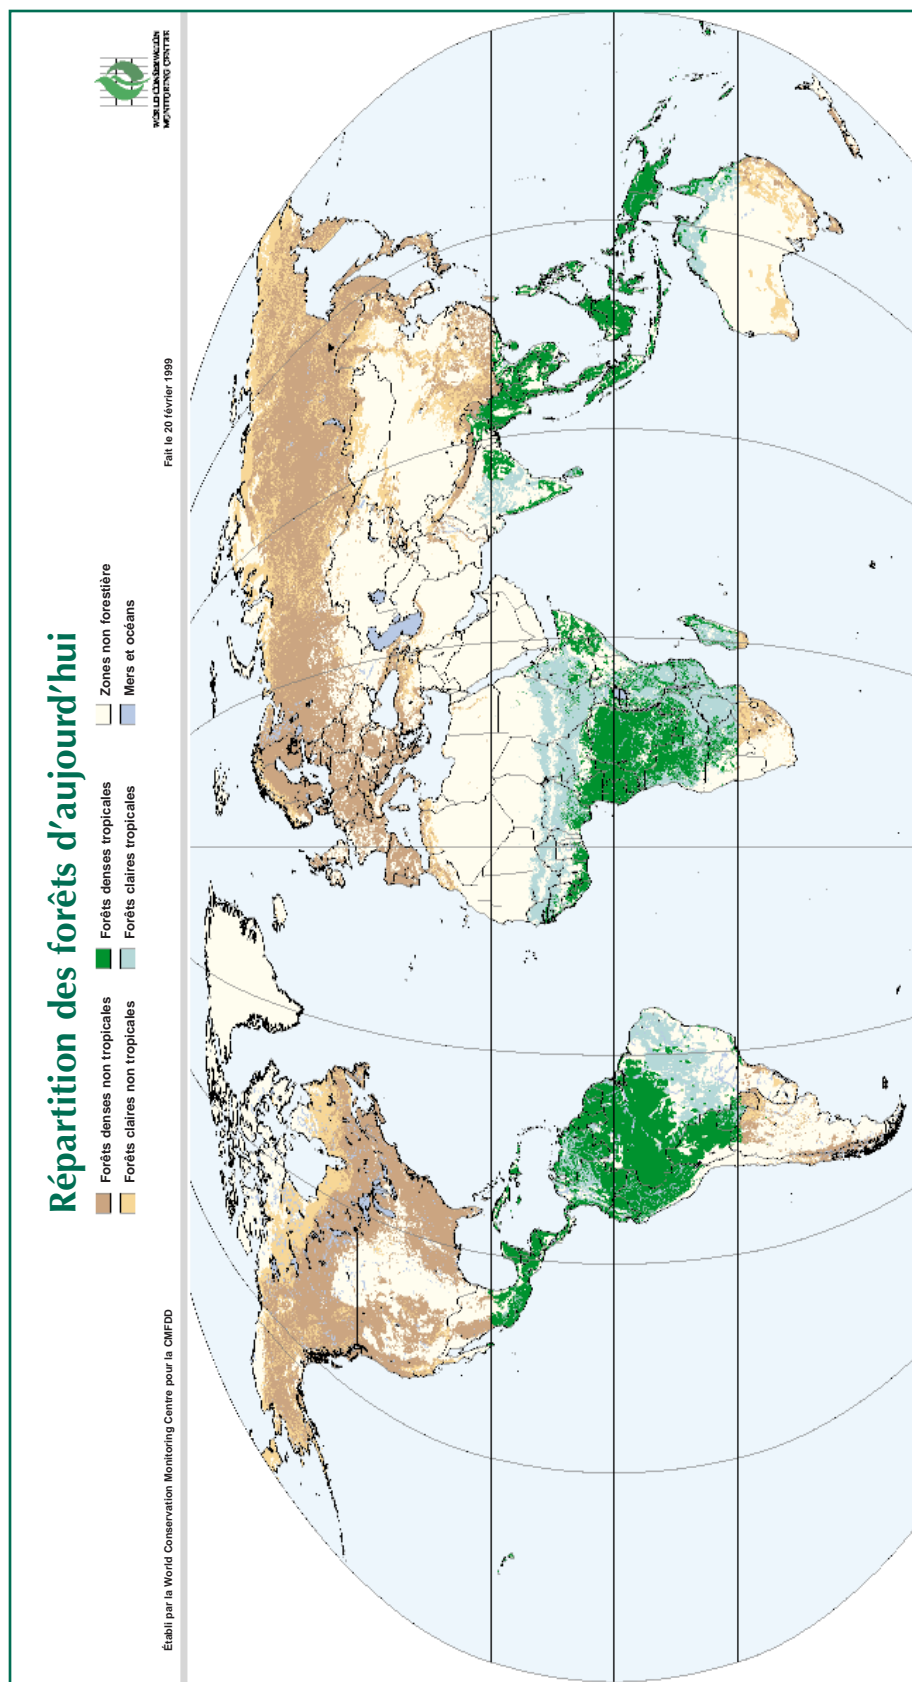 Répartition des forêts d'aujourd'hui
Forêts denses non tropicales
Forêts denses tropicales
Zones non forestière
Forêts claires non tropicales
Forêts claires tropicales
Mers et océans
WORLD CONSERVATION
MONITORING CENTRE
Établi par la World Conservation Monitoring Centre pour la CMFDD
Fait le 20 février 1999